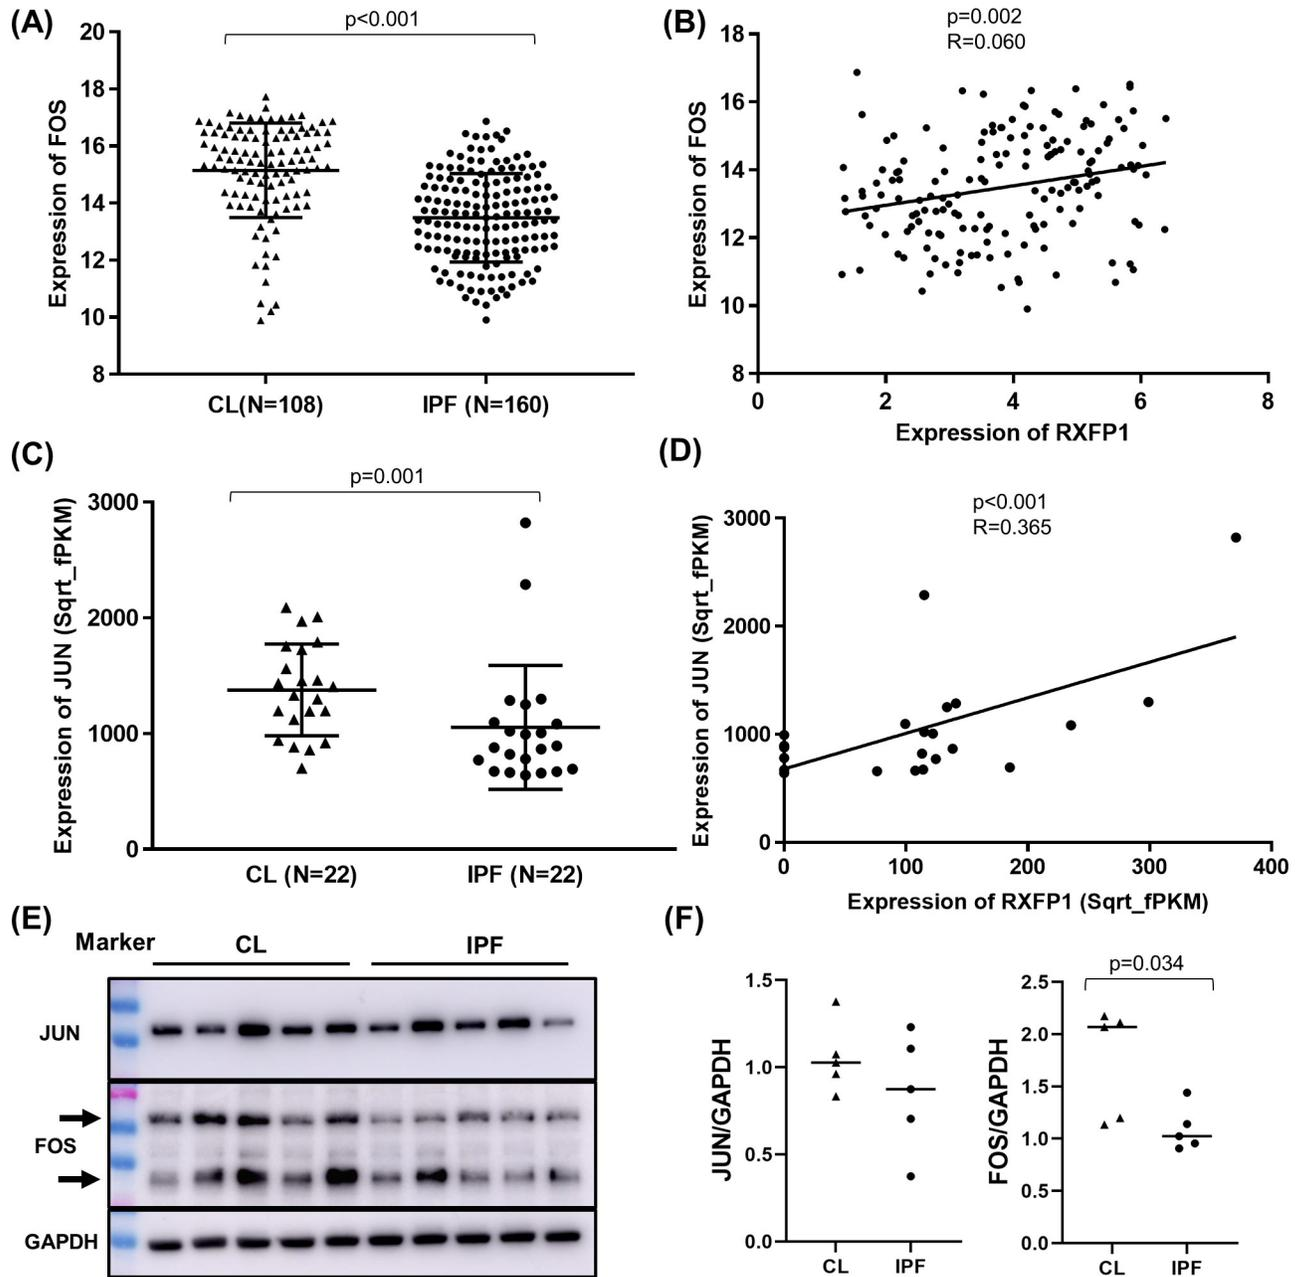 (A)
p<0.001
Expression of FOS
20
18
16
14
12
10
8
CL(N=108)
IPF (N=160)
(B)
p=0.002
R=0.060
Expression of FOS
18
16
14
12
10
8
0
2
4
6
8
Expression of RXFP1
(C)
p=0.001
Expression of JUN (Sqrt_fPKM)
3000
2000
1000
0
CL (N=22)
IPF (N=22)
(D)
p<0.001
R=0.365
Expression of JUN (Sqrt_fPKM)
3000
2000
1000
0
0
100
200
300
400
Expression of RXFP1 (Sqrt_fPKM)
(E)
Marker
CL
IPF
JUN
FOS
GAPDH
(F)
JUN/GAPDH
1.5
1.0
0.5
0.0
CL
IPF
p=0.034
FOS/GAPDH
2.5
2.0
1.5
1.0
0.5
0.0
CL
IPF